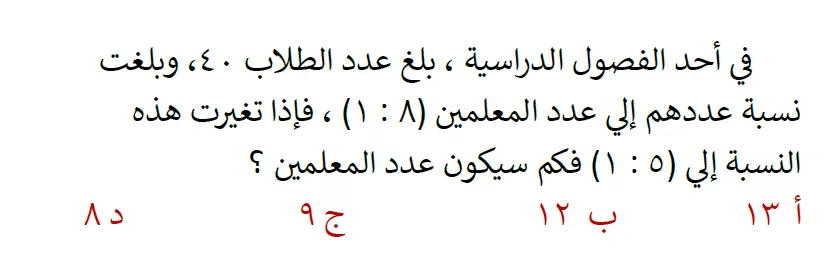 في أحد الفصول الدراسية ، بلغ عدد الطلاب ٤٠، وبلغت
نسبة عددهم إلي عدد المعلمين (٨ : ١) ، فإذا تغيرت هذه
النسبة إلي (٥ : ١) فكم سيكون عدد المعلمين ؟
أ ١٣ ب ١٢ ج ٩ د ٨